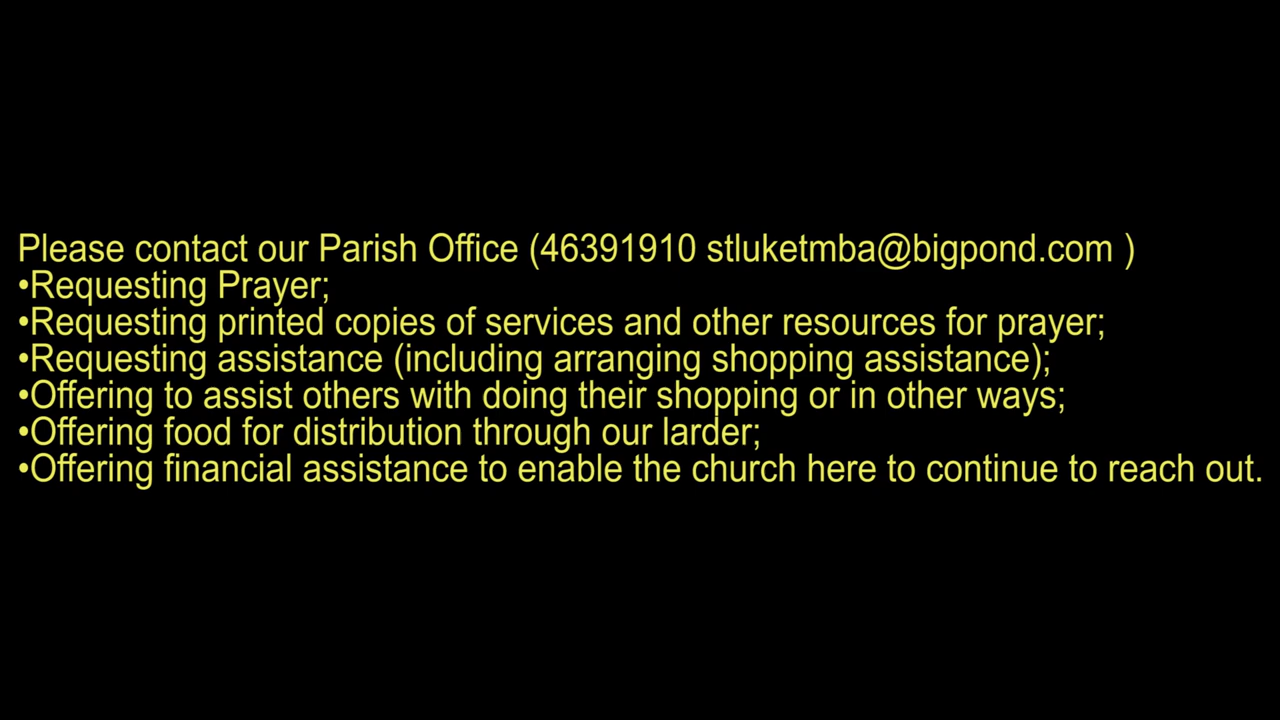 Please contact our Parish Office (46391910 stluketmba@bigpond.com )
•Requesting Prayer;
•Requesting printed copies of services and other resources for prayer;
•Requesting assistance (including arranging shopping assistance);
•Offering to assist others with doing their shopping or in other ways;
•Offering food for distribution through our larder;
•Offering financial assistance to enable the church here to continue to reach out.